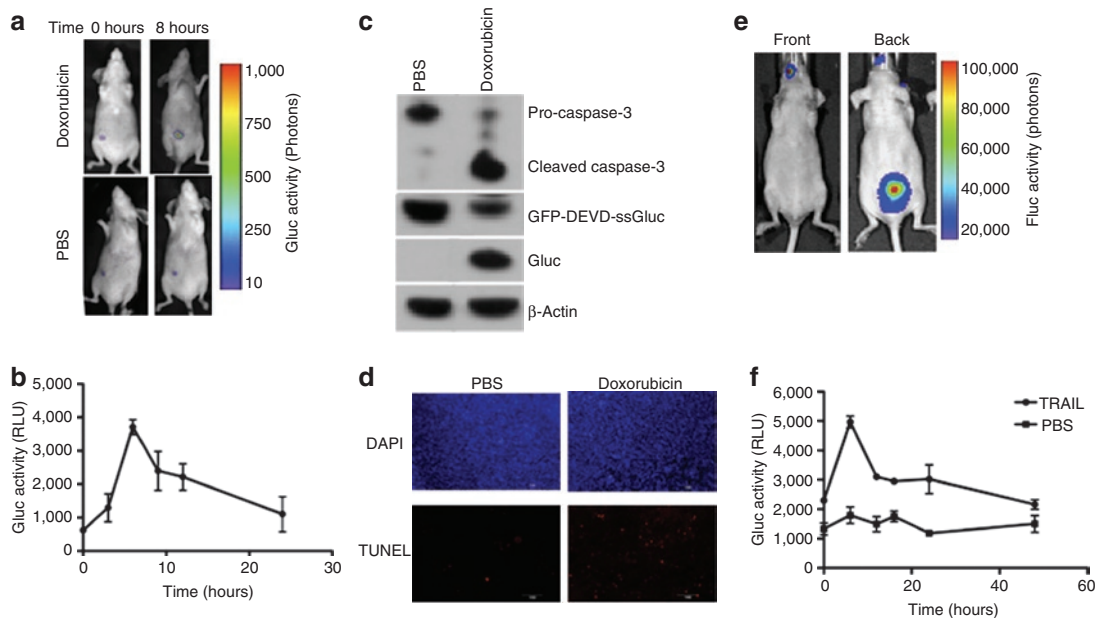 a
Time 0 hours 8 hours
Doxorubicin
PBS
1,000
750
500
250
10
Gluc activity (Photons)
b
5,000
4,000
3,000
2,000
1,000
0
Gluc activity (RLU)
0 10 20 30
Time (hours)
c
PBS
Doxorubicin
Pro-caspase-3
Cleaved caspase-3
GFP-DEVD-ssGluc
Gluc
β-Actin
d
PBS Doxorubicin
DAPI
TUNEL
e
Front Back
100,000
80,000
60,000
40,000
20,000
Fluc activity (photons)
f
6,000
5,000
4,000
3,000
2,000
1,000
0
Gluc activity (RLU)
TRAIL
PBS
0 20 40 60
Time (hours)